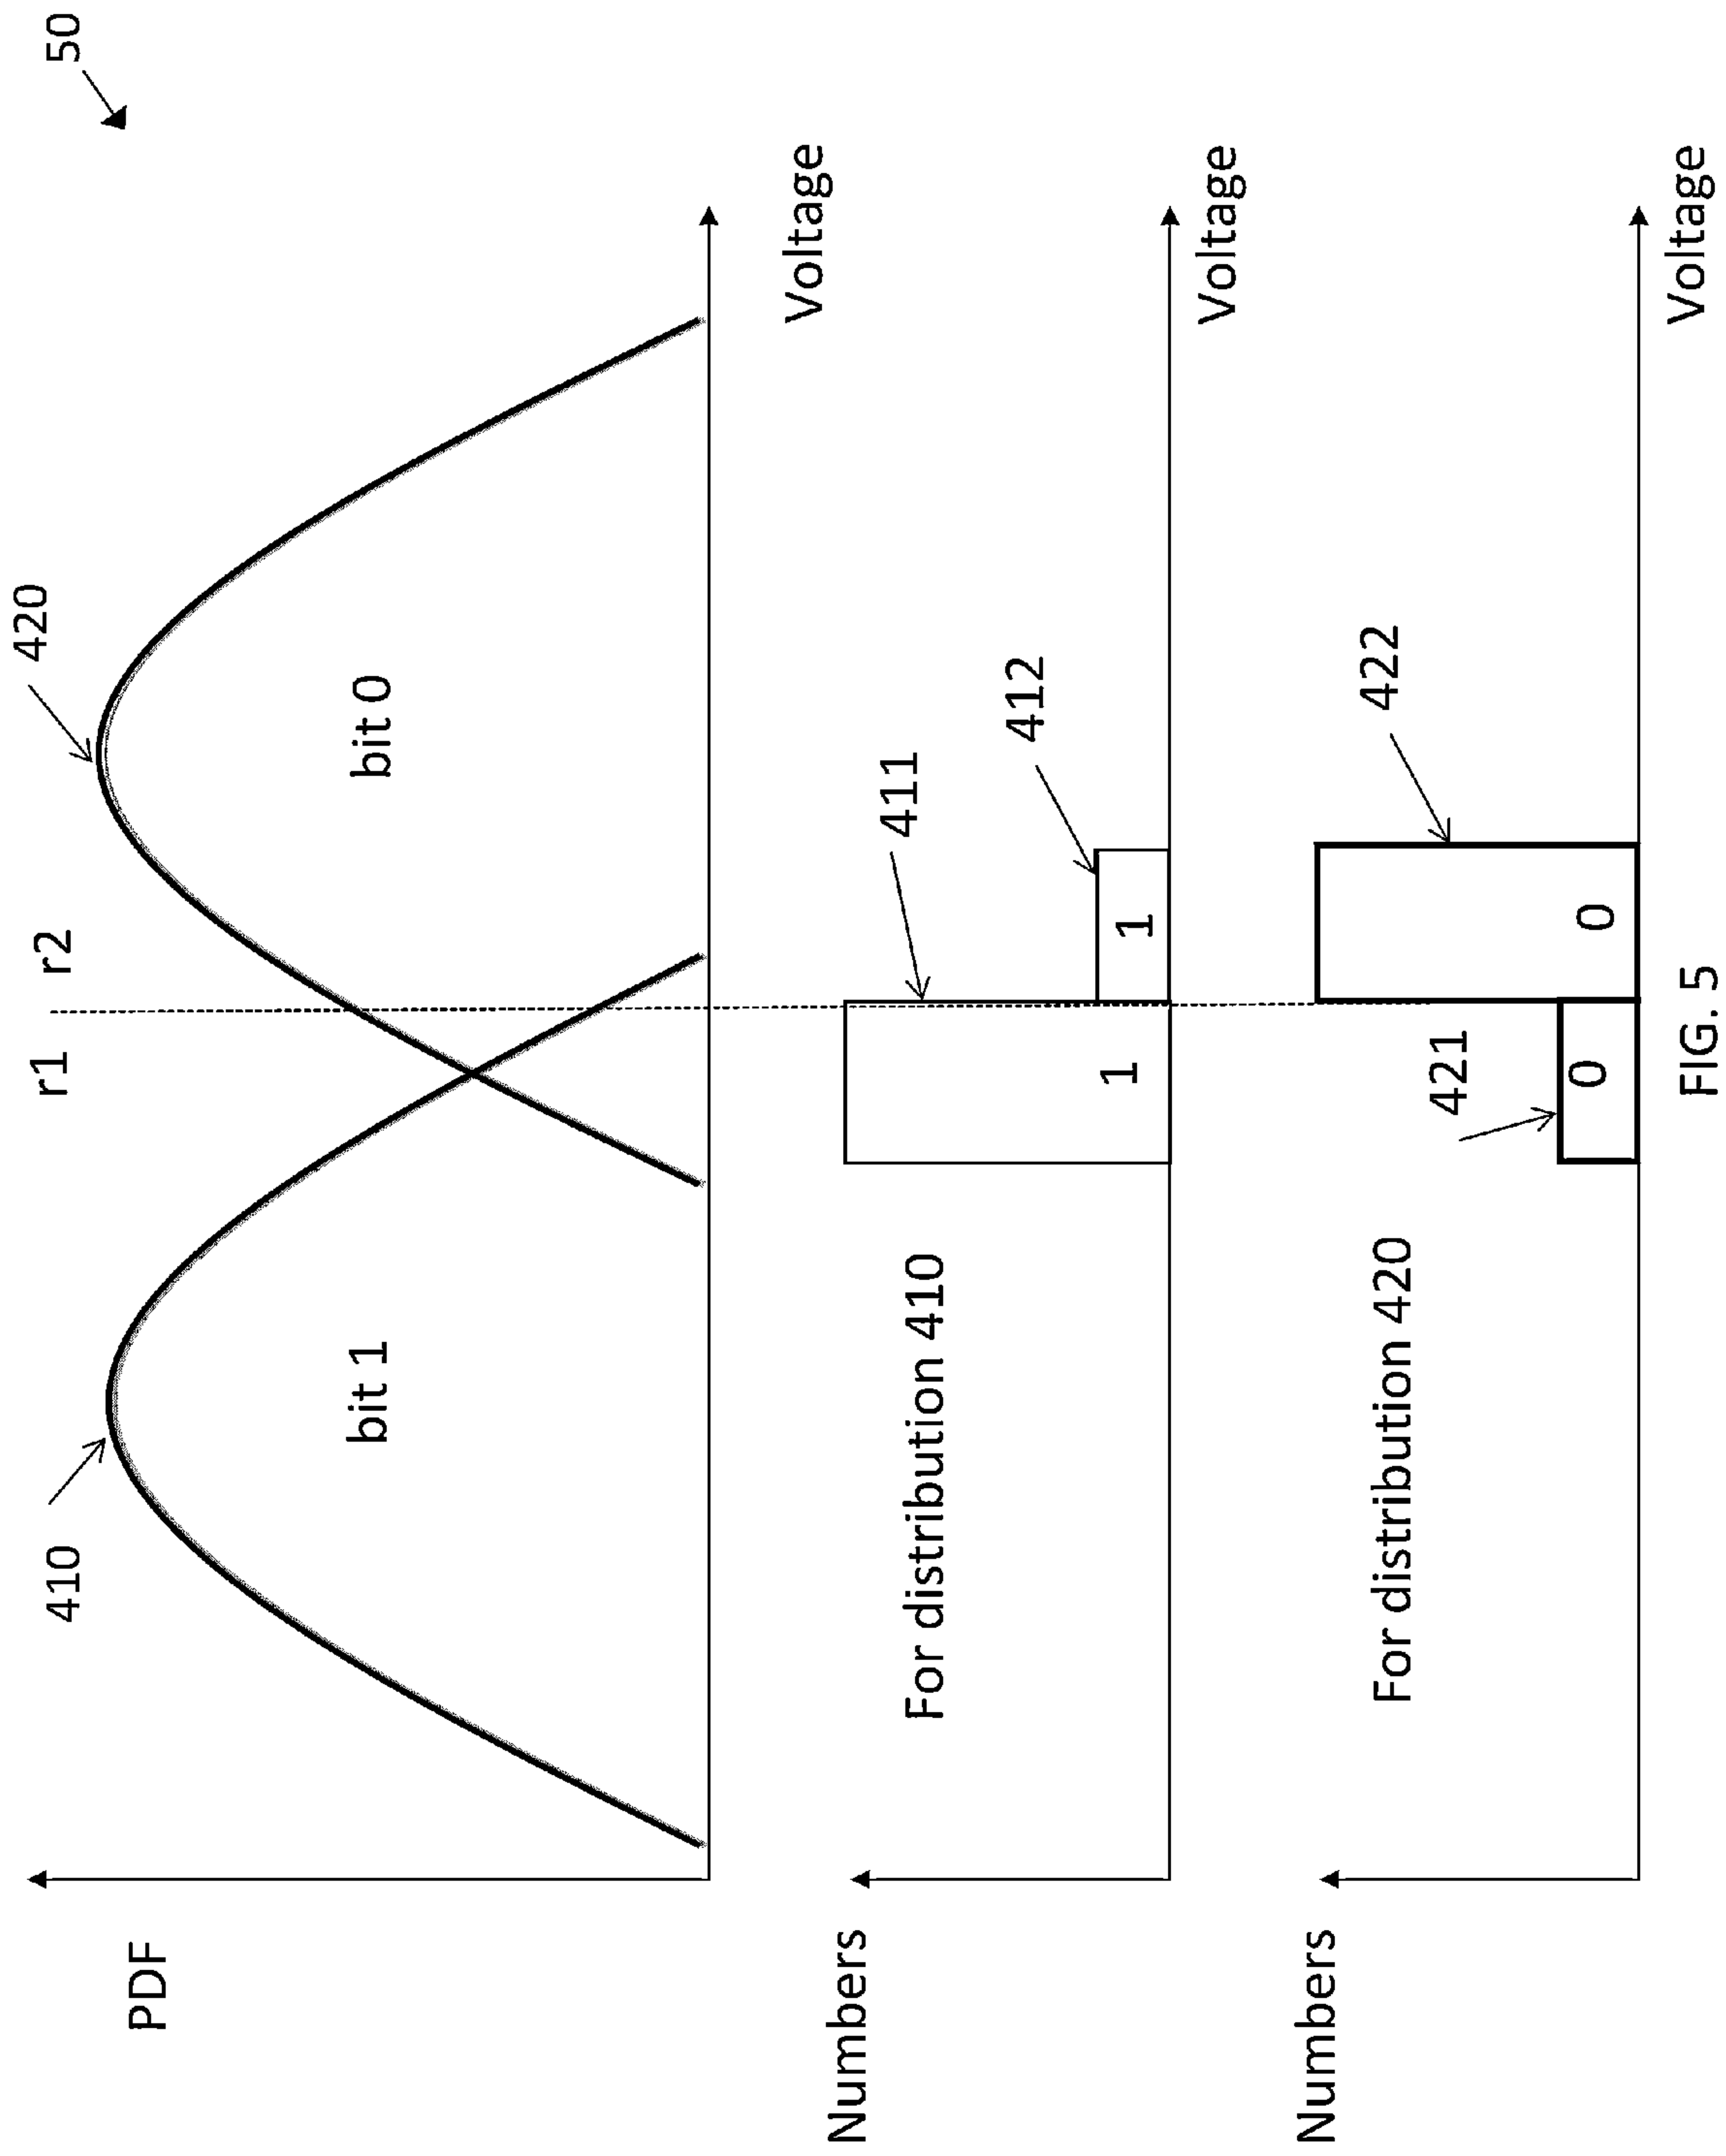 50
420
r1
r2
410
PDF
bit 1
bit 0
Voltage
Numbers
411
For distribution 410
412
1
1
Voltage
Numbers
422
For distribution 420
421
0
0
Voltage
FIG. 5